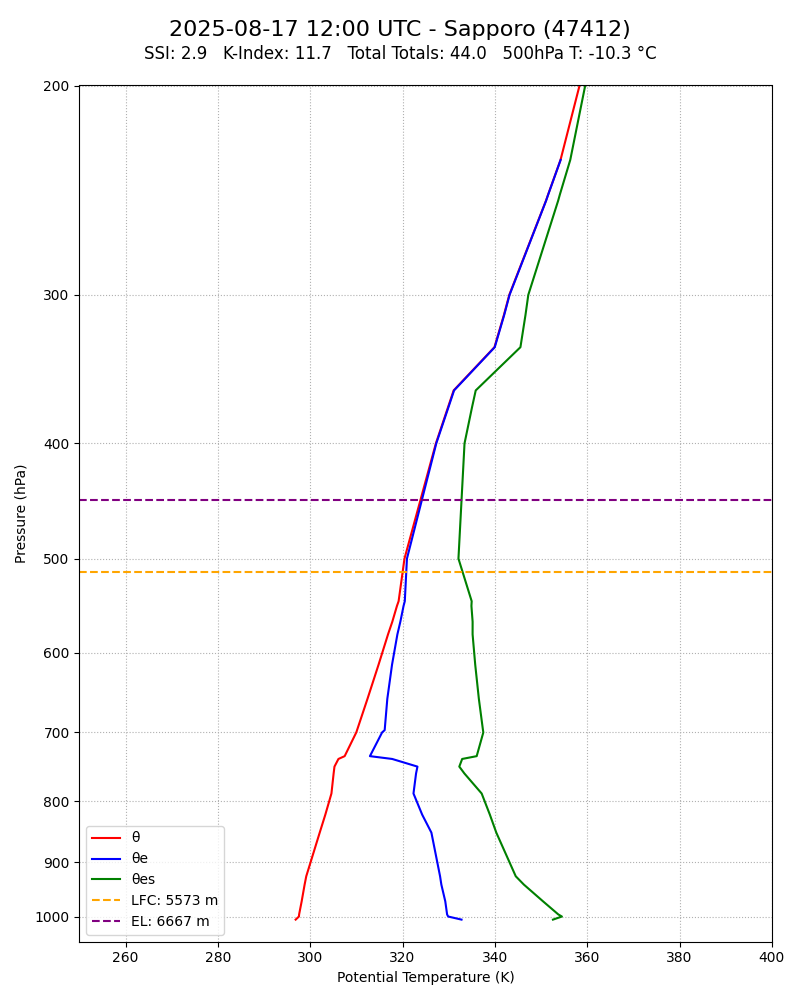 2025-08-17 12:00 UTC - Sapporo (47412)
SSI: 2.9 K-Index: 11.7 Total Totals: 44.0 500hPa T: -10.3 °C
200
300
400
500
600
700
800
900
1000
Pressure (hPa)
θ
θe
θes
LFC: 5573 m
EL: 6667 m
260 280 300 320 340 360 380 400
Potential Temperature (K)